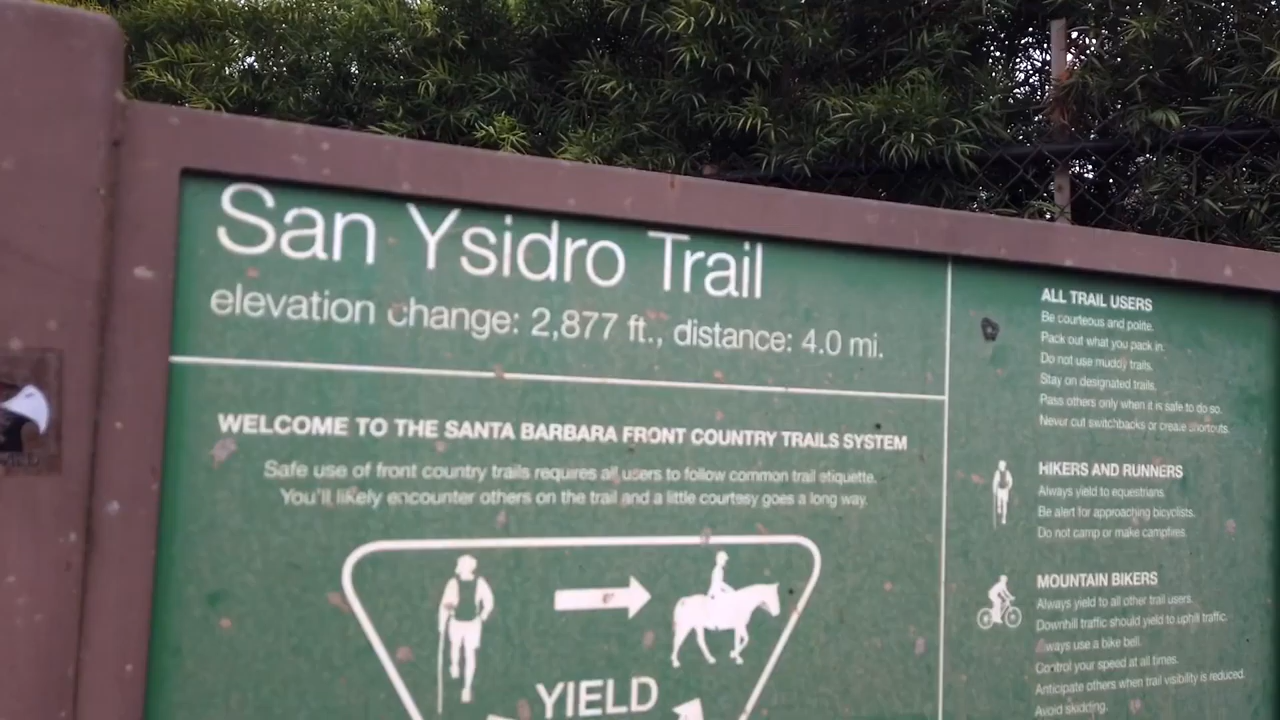 San Ysidro Trail
elevation change: 2,877 ft., distance: 4.0 mi.
WELCOME TO THE SANTA BARBARA FRONT COUNTRY TRAILS SYSTEM
Safe use of front country trails requires all users to follow common trail etiquette.
You'll likely encounter others on the trail and a little courtesy goes a long way.
YIELD
ALL TRAIL USERS
Be courteous and polite.
Pack out what you pack in.
Do not use muddy trails.
Stay on designated trails.
Pass others only when it is safe to do so.
Never cut switchbacks or create shortcuts.
HIKERS AND RUNNERS
Always yield to equestrians.
Be alert for approaching bicyclists.
Do not camp or make campfires.
MOUNTAIN BIKERS
Always yield to all other trail users.
Downhill traffic should yield to uphill traffic.
Always use a bike bell.
Control your speed at all times.
Anticipate others when trail visibility is reduced.
Avoid skidding.